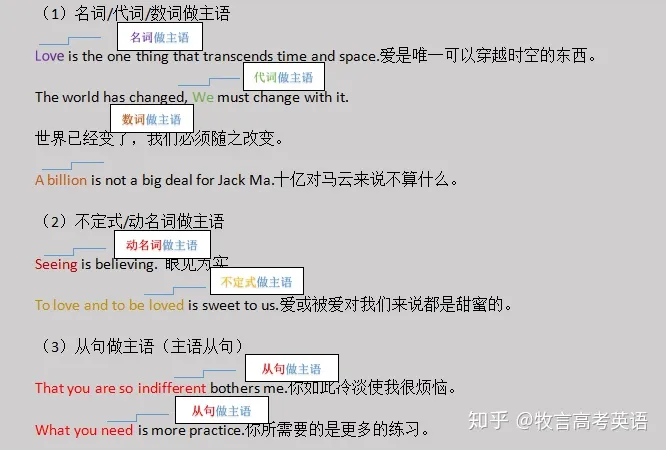 （1）名词/代词/数词做主语
名词做主语
Love is the one thing that transcends time and space.爱是唯一可以穿越时空的东西。
代词做主语
The world has changed, We must change with it.
数词做主语
世界已经变了，我们必须随之改变。
A billion is not a big deal for Jack Ma.十亿对马云来说不算什么。
（2）不定式/动名词做主语
动名词做主语
Seeing is believing. 眼见为实
不定式做主语
To love and to be loved is sweet to us.爱或被爱对我们来说都是甜蜜的。
（3）从句做主语（主语从句）
从句做主语
That you are so indifferent bothers me.你如此冷淡使我很烦恼。
从句做主语
What you need is more practice.你所需要的是更多的练习。
知乎 @牧言高考英语